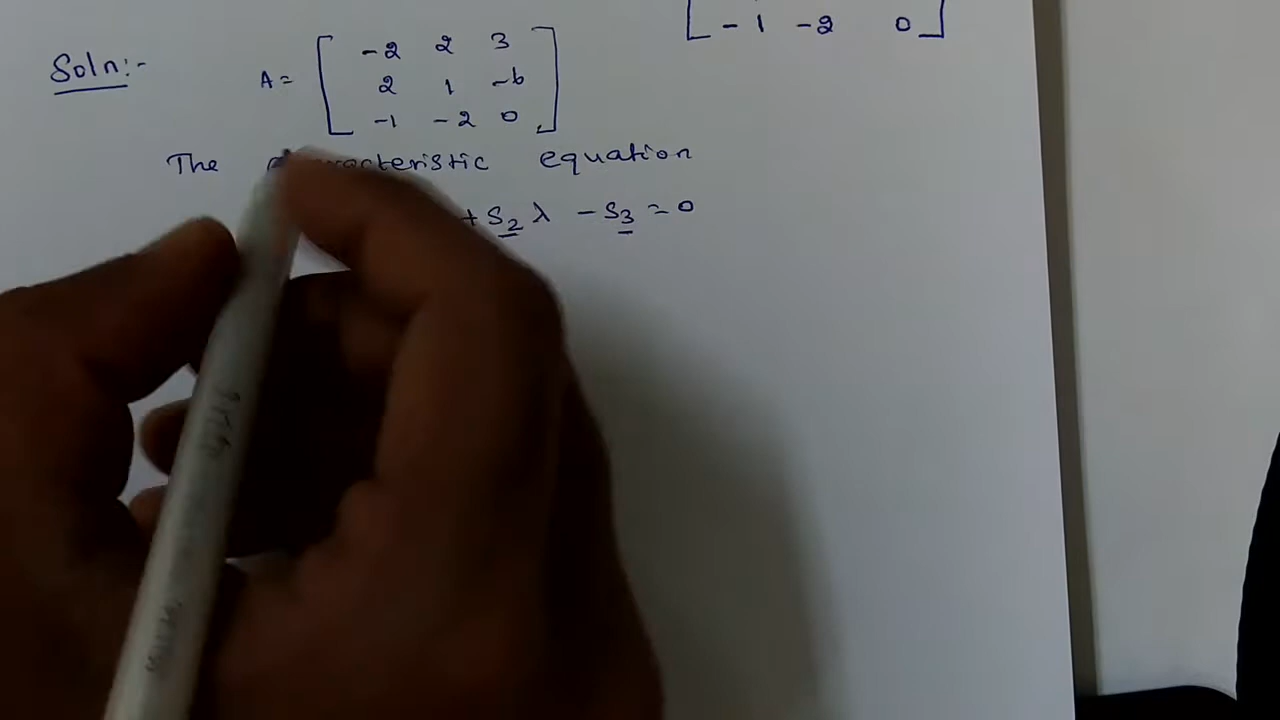 -1 -2 0
Soln:-
A = -2 2 3
2 1 -6
-1 -2 0
The characteristic equation
+ S2 λ - S3 = 0